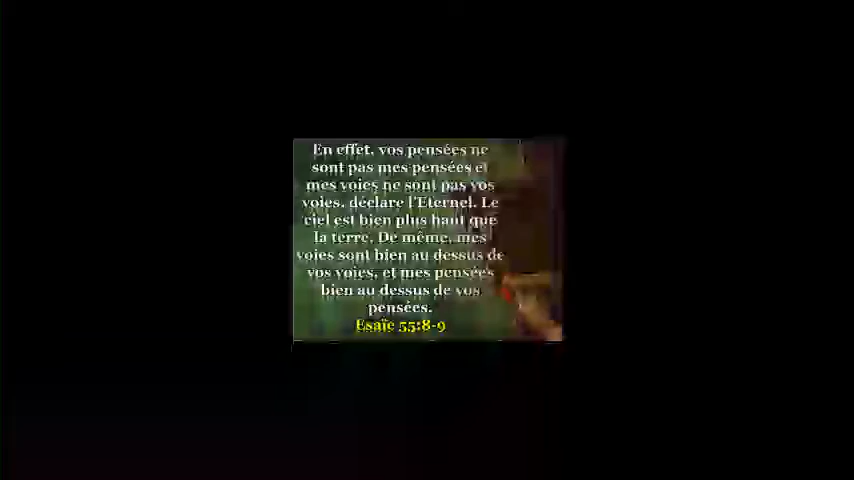 En effet, vos pensées ne
sont pas mes pensées et
mes voies ne sont pas vos
voies, déclare l'Eternel. Le
ciel est bien plus haut que
la terre. De même, mes
voies sont bien au dessus de
vos voies, et mes pensées
bien au dessus de vos
pensées.
Esaïe 55:8-9